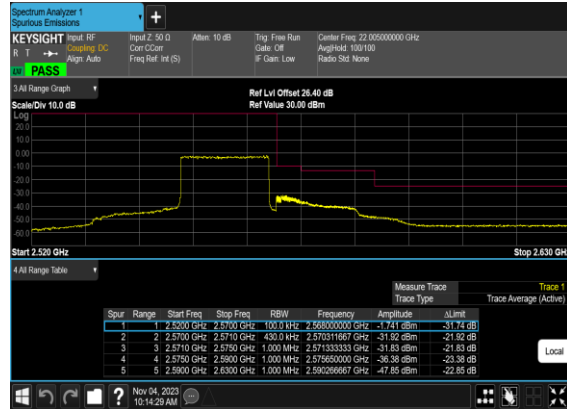 Spectrum Analyzer 1
Spurious Emissions
KEYSIGHT Input: RF Input Z: 50 Ω Atten: 10 dB Trig: Free Run Center Freq: 22.005000000 GHz
R T Coupling: DC Corr CCorr Gate: Off Avg|Hold: 100/100
Align: Auto Freq Ref: Int (S) IF Gain: Low Radio Std: None
PASS
3 All Range Graph Ref Lvl Offset 26.40 dB
Scale/Div 10.0 dB Ref Value 30.00 dBm
Log
20.0
10.0
0.00
-10.0
-20.0
-30.0
-40.0
-50.0
-60.0
Start 2.520 GHz Stop 2.630 GH
4 All Range Table
Measure Trace Trace 1
Trace Type Trace Average (Active)
Spur Range Start Freq Stop Freq RBW Frequency Amplitude ΔLimit
1 1 2.5200 GHz 2.5700 GHz 100.0 kHz 2.568000000 GHz -1.741 dBm -31.74 dB
2 2 2.5700 GHz 2.5710 GHz 430.0 kHz 2.570311667 GHz -31.92 dBm -21.92 dB
3 3 2.5710 GHz 2.5750 GHz 1.000 MHz 2.571333333 GHz -31.83 dBm -21.83 dB
4 4 2.5750 GHz 2.5900 GHz 1.000 MHz 2.575650000 GHz -36.38 dBm -23.38 dB
5 5 2.5900 GHz 2.6300 GHz 1.000 MHz 2.590266667 GHz -47.85 dBm -22.85 dB
Local
? Nov 04, 2023
10:14:29 AM